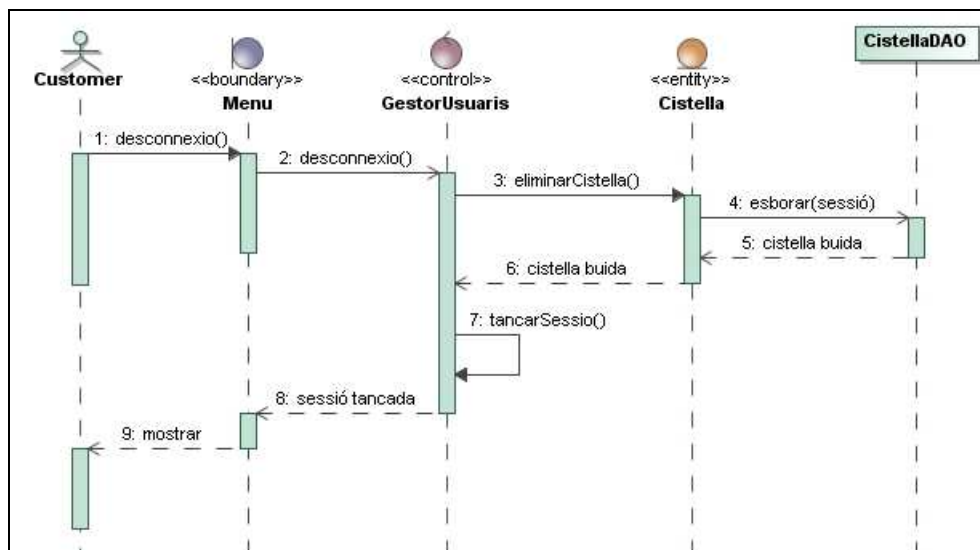 Customer
<<boundary>>
Menu
<<control>>
GestorUsuaris
<<entity>>
Cistella
CistellaDAO
1: desconnexio()
2: desconnexio()
3: eliminarCistella()
4: esborar(sessió)
5: cistella buida
6: cistella buida
7: tancarSessio()
8: sessió tancada
9: mostrar